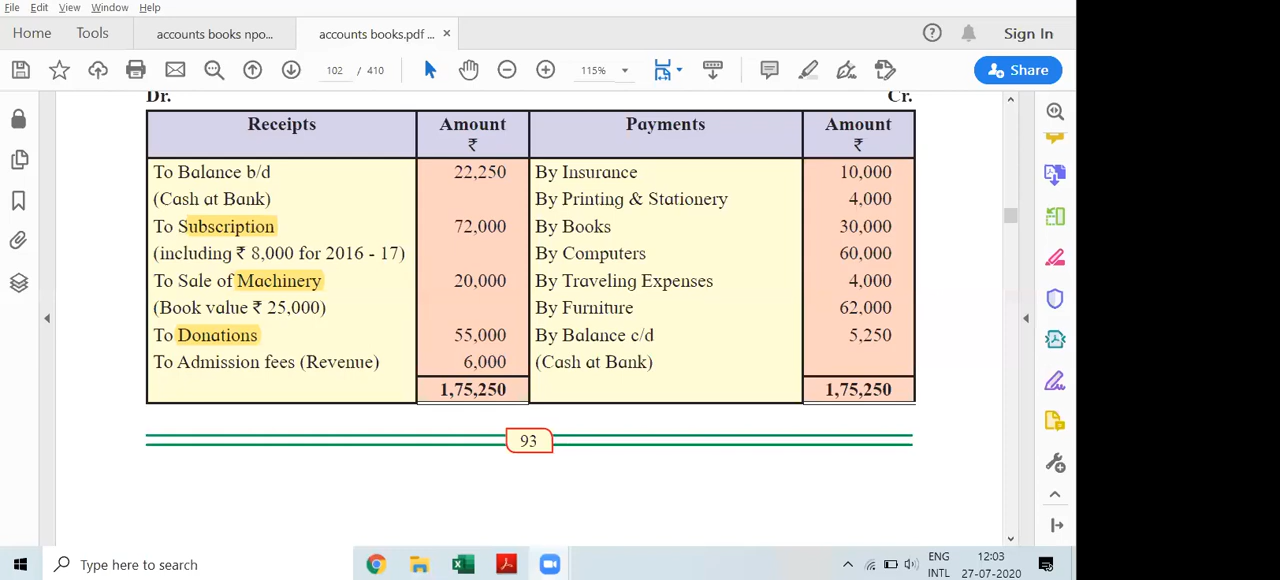 File Edit View Window Help
Home Tools accounts books npo... accounts books.pdf ... × Sign In
102 / 410 115% Share
Dr. Cr.
Receipts Amount ₹ Payments Amount ₹
To Balance b/d 22,250 By Insurance 10,000
(Cash at Bank) By Printing & Stationery 4,000
To Subscription 72,000 By Books 30,000
(including ₹ 8,000 for 2016 - 17) By Computers 60,000
To Sale of Machinery 20,000 By Traveling Expenses 4,000
(Book value ₹ 25,000) By Furniture 62,000
To Donations 55,000 By Balance c/d 5,250
To Admission fees (Revenue) 6,000 (Cash at Bank)
1,75,250 1,75,250
93
Type here to search ENG 12:03
INTL 27-07-2020